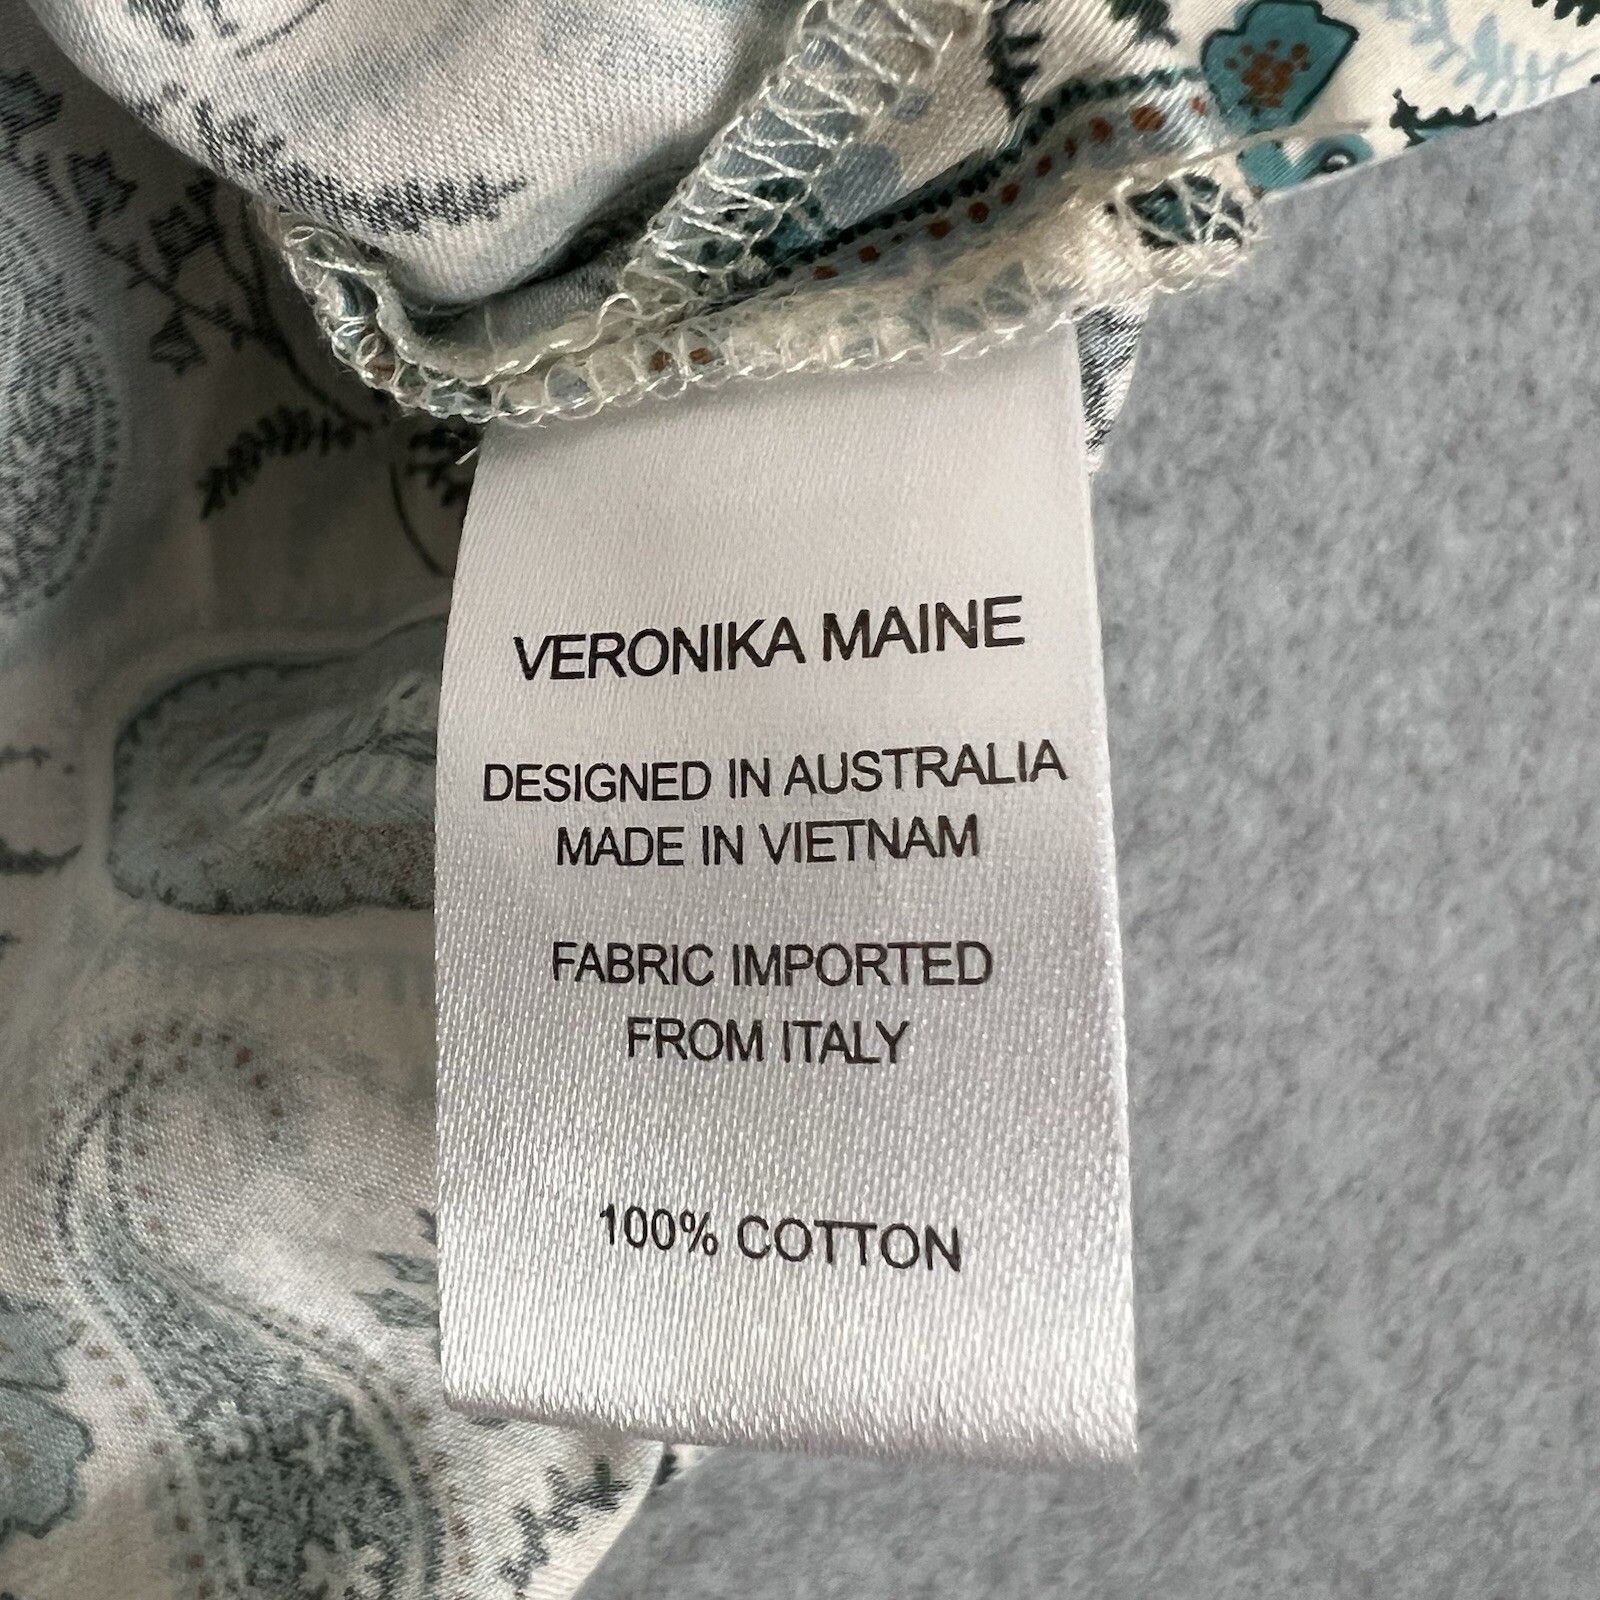 VERONIKA MAINE
DESIGNED IN AUSTRALIA
MADE IN VIETNAM
FABRIC IMPORTED
FROM ITALY
100% COTTON